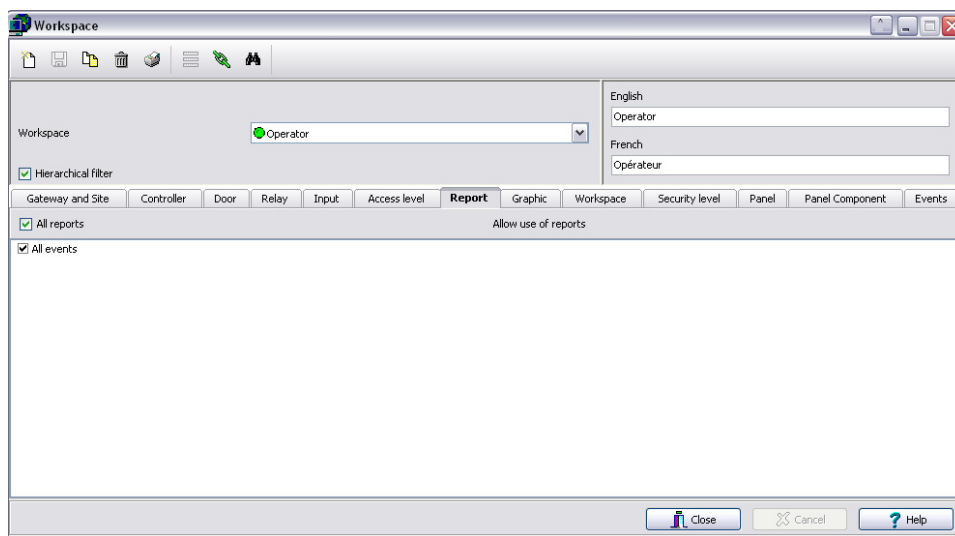 Workspace
English
Operator
Workspace
Operator
French
Opérateur
Hierarchical filter
Gateway and Site Controller Door Relay Input Access level Report Graphic Workspace Security level Panel Panel Component Events
All reports Allow use of reports
All events
Close Cancel Help